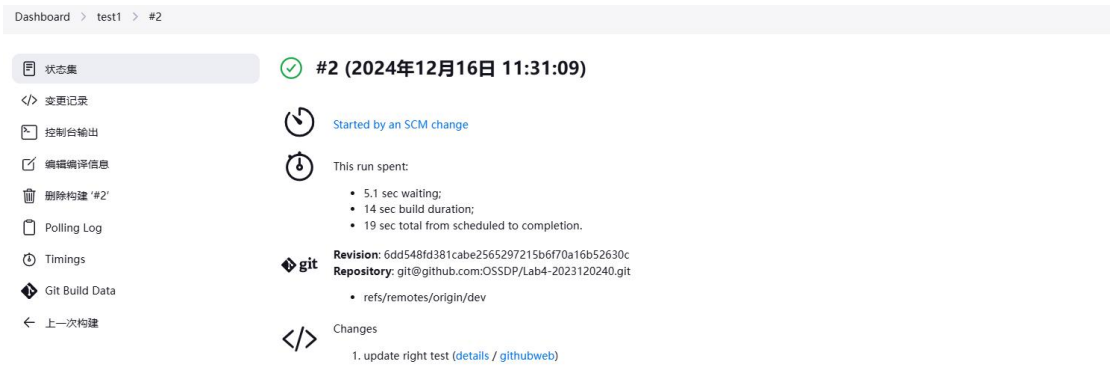 Dashboard > test1 > #2
状态集
变更记录
控制台输出
编辑编译信息
删除构建 '#2'
Polling Log
Timings
Git Build Data
上一次构建
#2 (2024年12月16日 11:31:09)
Started by an SCM change
This run spent:
• 5.1 sec waiting;
• 14 sec build duration;
• 19 sec total from scheduled to completion.
git
Revision: 6dd548fd381cabe2565297215b6f70a16b52630c
Repository: git@github.com:OSSDP/Lab4-2023120240.git
• refs/remotes/origin/dev
Changes
1. update right test (details / githubweb)